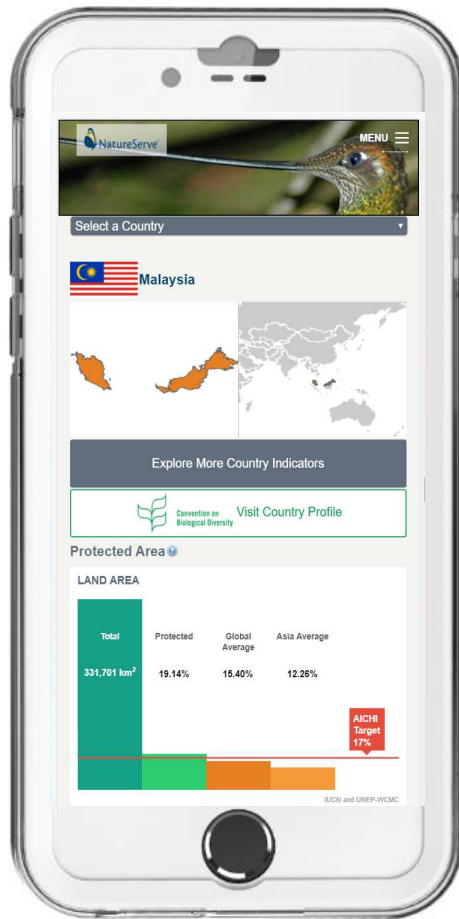 NatureServe
MENU
Select a Country
Malaysia
Explore More Country Indicators
Convention on
Biological Diversity
Visit Country Profile
Protected Area
LAND AREA
Total Protected Global Average Asia Average
331,701 km² 19.14% 15.40% 12.26%
AICHI
Target
17%
IUCN and UNEP-WCMC